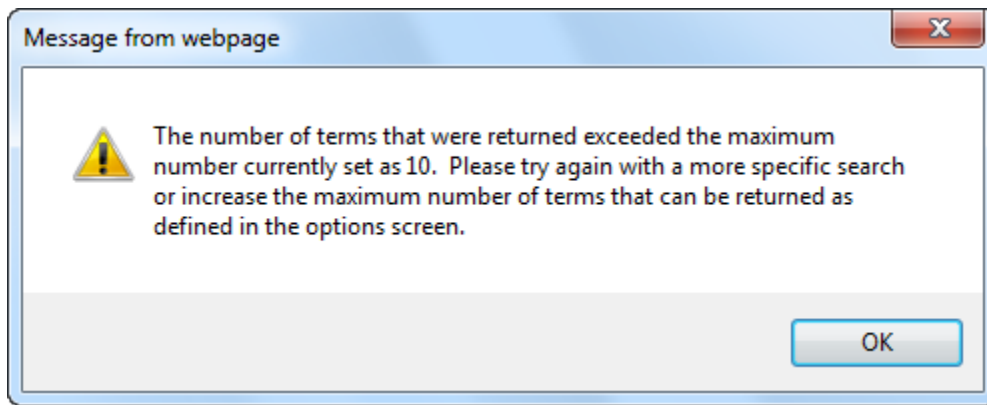 Message from webpage
The number of terms that were returned exceeded the maximum
number currently set as 10.  Please try again with a more specific search
or increase the maximum number of terms that can be returned as
defined in the options screen.
OK